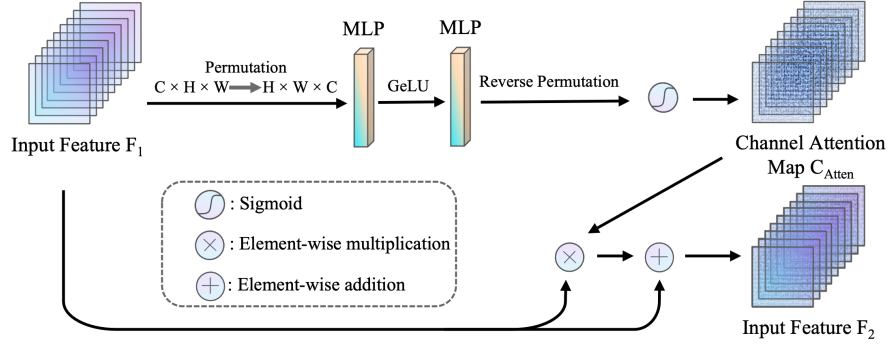 MLP
MLP
Permutation
C × H × W H × W × C
GeLU
Reverse Permutation
Input Feature F₁
Channel Attention
Map C_Atten
: Sigmoid
: Element-wise multiplication
: Element-wise addition
Input Feature F₂